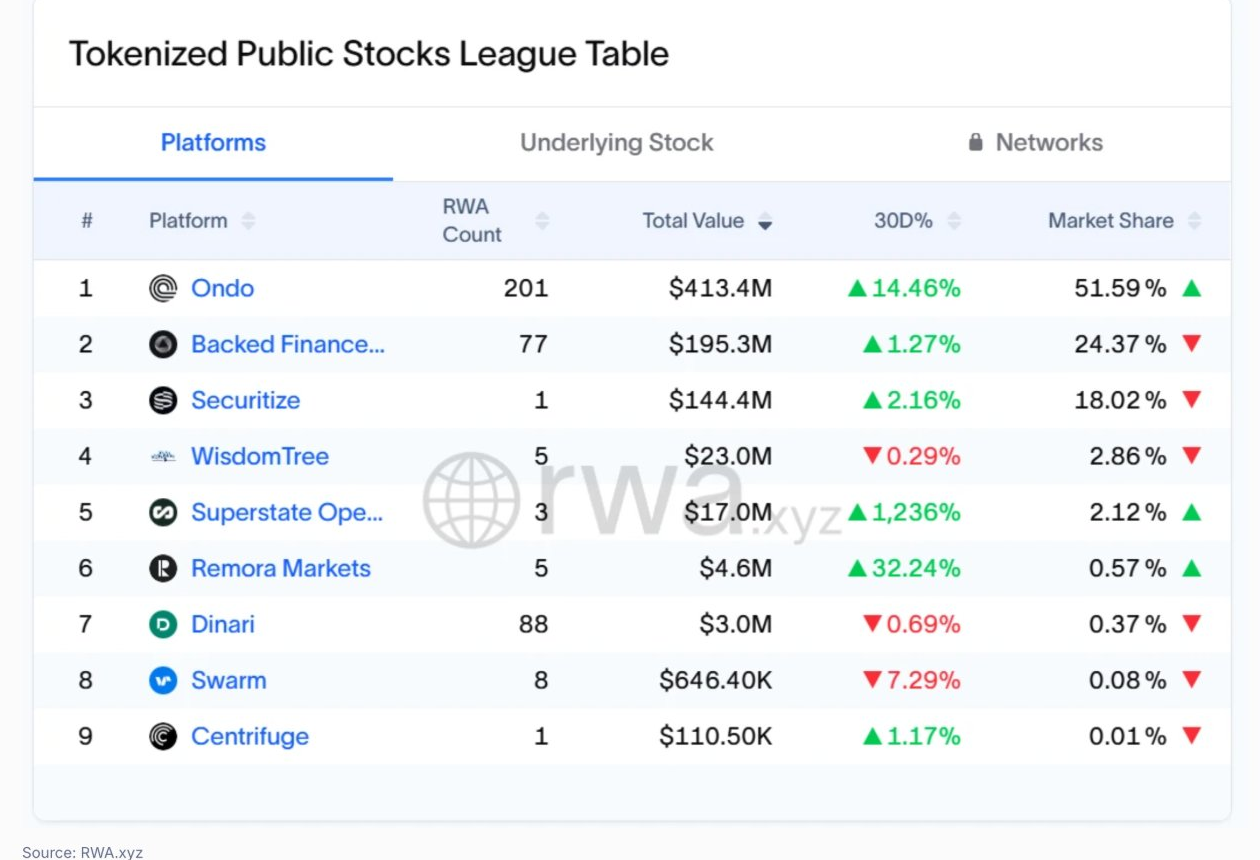 Tokenized Public Stocks League Table
Platforms Underlying Stock Networks
# Platform RWA Count Total Value 30D% Market Share
1 Ondo 201 $413.4M ▲14.46% 51.59% ▲
2 Backed Finance... 77 $195.3M ▲1.27% 24.37% ▼
3 Securitize 1 $144.4M ▲2.16% 18.02% ▼
4 WisdomTree 5 $23.0M ▼0.29% 2.86% ▼
5 Superstate Ope... 3 $17.0M ▲1,236% 2.12% ▲
6 Remora Markets 5 $4.6M ▲32.24% 0.57% ▲
7 Dinari 88 $3.0M ▼0.69% 0.37% ▼
8 Swarm 8 $646.40K ▼7.29% 0.08% ▼
9 Centrifuge 1 $110.50K ▲1.17% 0.01% ▼
rwa.xyz
Source: RWA.xyz